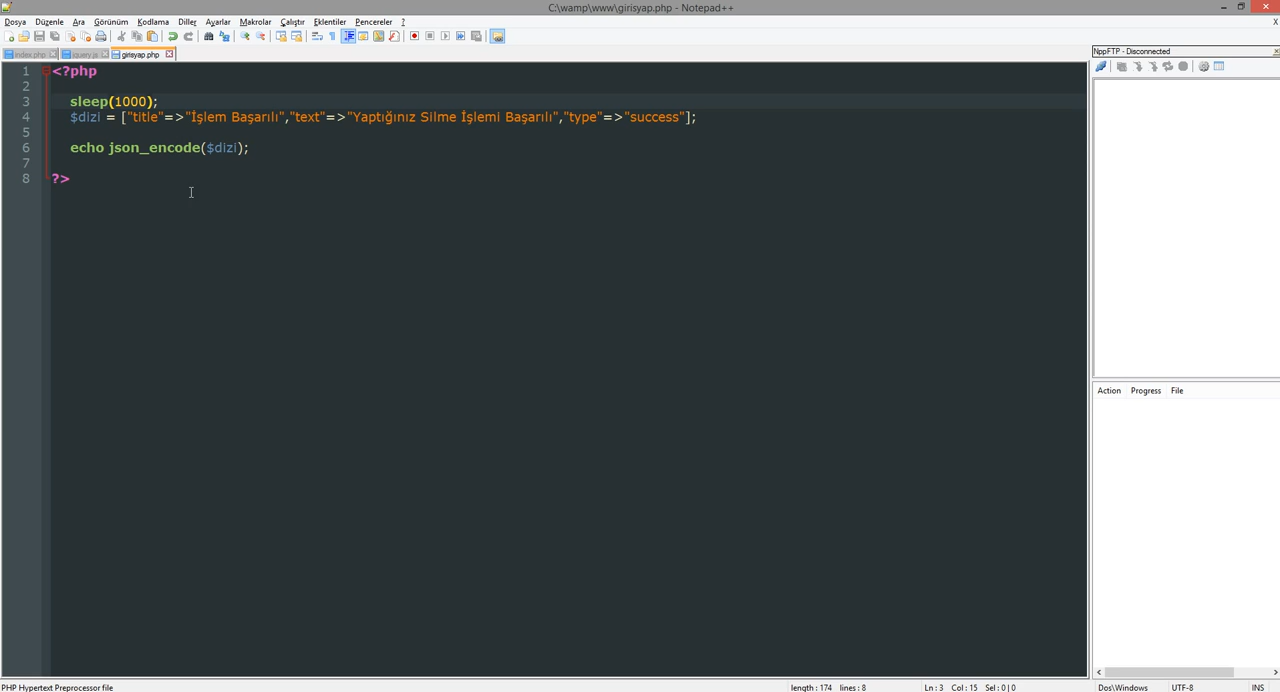 C:\wamp\www\girisyap.php - Notepad++
Dosya Düzenle Ara Görünüm Kodlama Diller Ayarlar Makrolar Çalıştır Eklentiler Pencereler ? X
index.php jquery.js girisyap.php
NppFTP - Disconnected
1 <?php
2
3 sleep(1000);
4 $dizi = ["title"=>"İşlem Başarılı","text"=>"Yaptığınız Silme İşlemi Başarılı","type"=>"success"];
5
6 echo json_encode($dizi);
7
8 ?>
Action Progress File
PHP Hypertext Preprocessor file length : 174 lines : 8 Ln : 3 Col : 15 Sel : 0 | 0 Dos\Windows UTF-8 INS